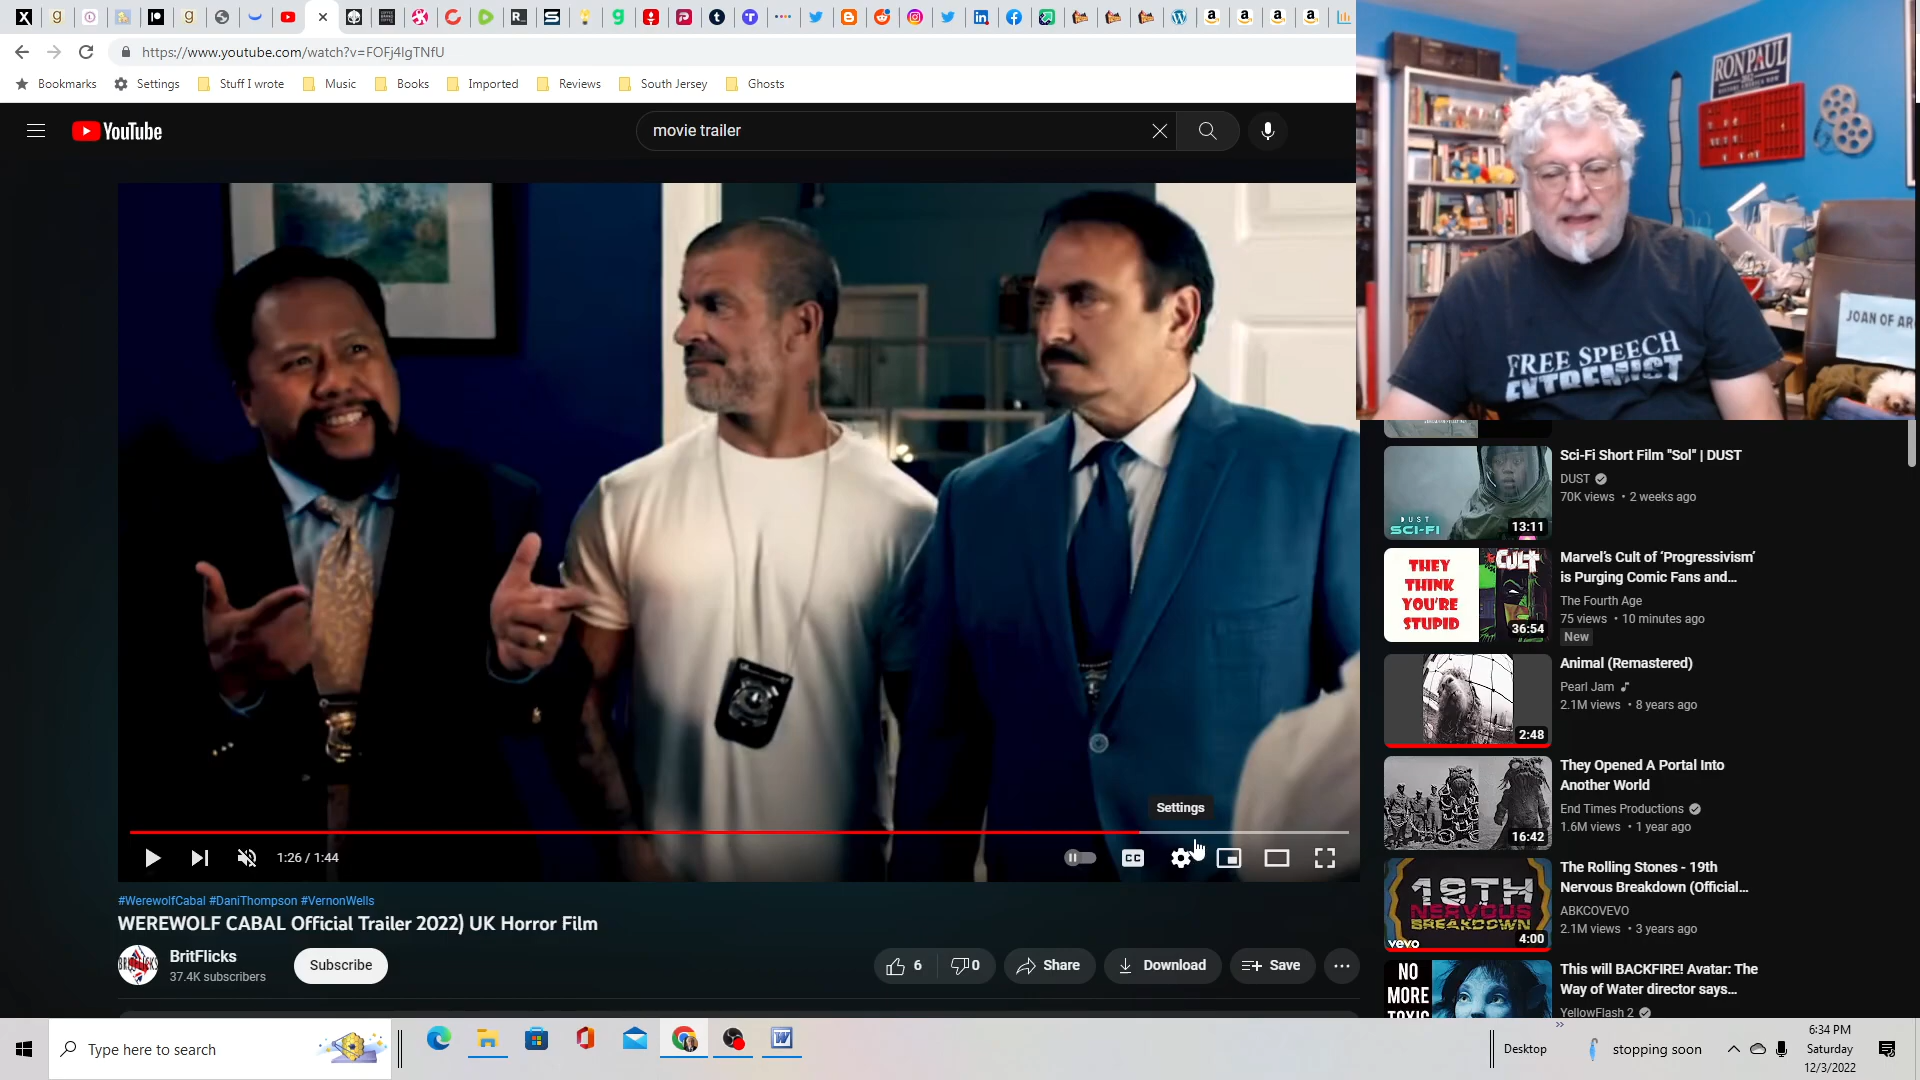 https://www.youtube.com/watch?v=FOFj4lgTNfU
Bookmarks
Settings
Stuff I wrote
Music
Books
Imported
Reviews
South Jersey
Ghosts
YouTube
movie trailer
RON PAUL
FREE SPEECH
EXTREMIST
JOAN OF AR
Settings
1:26 / 1:44
CC
#WerewolfCabal #DaniThompson #VernonWells
WEREWOLF CABAL Official Trailer 2022) UK Horror Film
BRITFLICKS
BritFlicks
37.4K subscribers
Subscribe
6
0
Share
Download
Save
DUST
SCI-FI
13:11
Sci-Fi Short Film "Sol" | DUST
DUST
70K views • 2 weeks ago
THEY
THINK
YOU'RE
STUPID
CULT
36:54
Marvel's Cult of 'Progressivism'
is Purging Comic Fans and...
The Fourth Age
75 views • 10 minutes ago
New
2:48
Animal (Remastered)
Pearl Jam
2.1M views • 8 years ago
16:42
They Opened A Portal Into
Another World
End Times Productions
1.6M views • 1 year ago
19TH
NERVOUS
BREAKDOWN
vevo
4:00
The Rolling Stones - 19th
Nervous Breakdown (Official...
ABKCOVEVO
2.1M views • 3 years ago
NO
MORE
TOXIC
This will BACKFIRE! Avatar: The
Way of Water director says...
YellowFlash 2
Type here to search
Desktop
stopping soon
6:34 PM
Saturday
12/3/2022